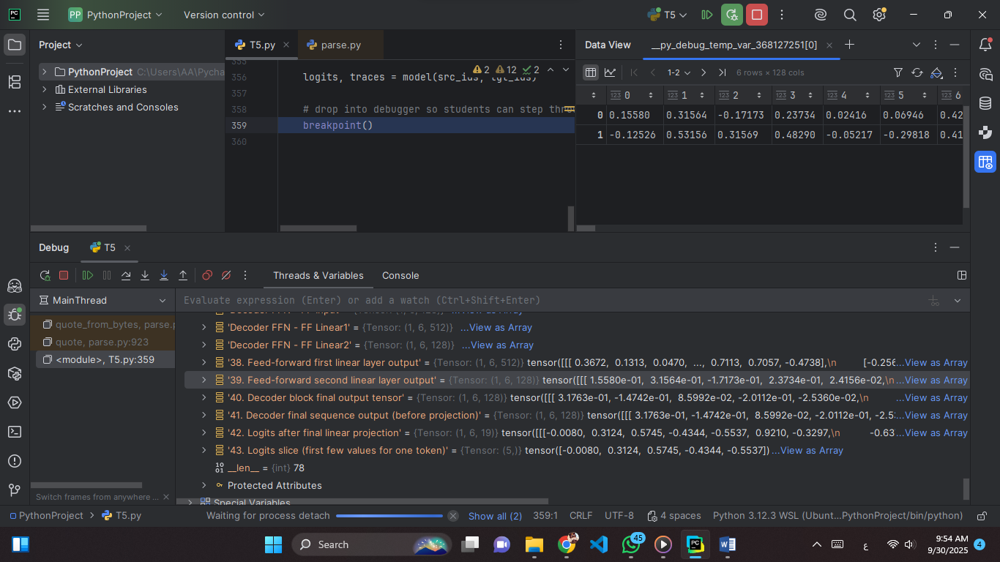 PC
PP PythonProject
Version control
T5
Project
PythonProject C:\Users\AA\Pycha
External Libraries
Scratches and Consoles
T5.py
parse.py
355
356 logits, traces = model(src_ids, tgt_ids)
2 12 2
357
358 # drop into debugger so students can step thro
359 breakpoint()
360
Data View
__py_debug_temp_var_368127251[0]
1-2
6 rows × 128 cols
123 0 123 1 123 2 123 3 123 4 123 5 123 6
0 0.15580 0.31564 -0.17173 0.23734 0.02416 0.06946 0.42
1 -0.12526 0.53156 0.31569 0.48290 -0.05217 -0.29818 0.41
Debug
T5
Threads & Variables
Console
MainThread
Evaluate expression (Enter) or add a watch (Ctrl+Shift+Enter)
quote_from_bytes, parse.p
quote, parse.py:923
<module>, T5.py:359
Switch frames from anywhere ...
'Decoder FFN - FF Linear1' = {Tensor: (1, 6, 512)} ...View as Array
'Decoder FFN - FF Linear2' = {Tensor: (1, 6, 128)} ...View as Array
'38. Feed-forward first linear layer output' = {Tensor: (1, 6, 512)} tensor([[[ 0.3672, 0.1313, 0.0470, ..., 0.7113, 0.7057, -0.4738],\n [-0.256 ...View as Array
'39. Feed-forward second linear layer output' = {Tensor: (1, 6, 128)} tensor([[[ 1.5580e-01, 3.1564e-01, -1.7173e-01, 2.3734e-01, 2.4156e-02,\n ...View as Array
'40. Decoder block final output tensor' = {Tensor: (1, 6, 128)} tensor([[[ 3.1763e-01, -1.4742e-01, 8.5992e-02, -2.0112e-01, -2.5360e-02,\n ...View as Array
'41. Decoder final sequence output (before projection)' = {Tensor: (1, 6, 128)} tensor([[[ 3.1763e-01, -1.4742e-01, 8.5992e-02, -2.0112e-01, -2.5 ...View as Array
'42. Logits after final linear projection' = {Tensor: (1, 6, 19)} tensor([[[-0.0080, 0.3124, 0.5745, -0.4344, -0.5537, 0.9210, -0.3297,\n -0.63 ...View as Array
'43. Logits slice (first few values for one token)' = {Tensor: (5,)} tensor([-0.0080, 0.3124, 0.5745, -0.4344, -0.5537]) ...View as Array
10
01 __len__ = {int} 78
Protected Attributes
Special Variables
PythonProject > T5.py
Waiting for process detach
Show all (2)
359:1
CRLF
UTF-8
4 spaces
Python 3.12.3 WSL (Ubunt...PythonProject/bin/python)
Search
45
PC
W
ع
9:54 AM
9/30/2025
4